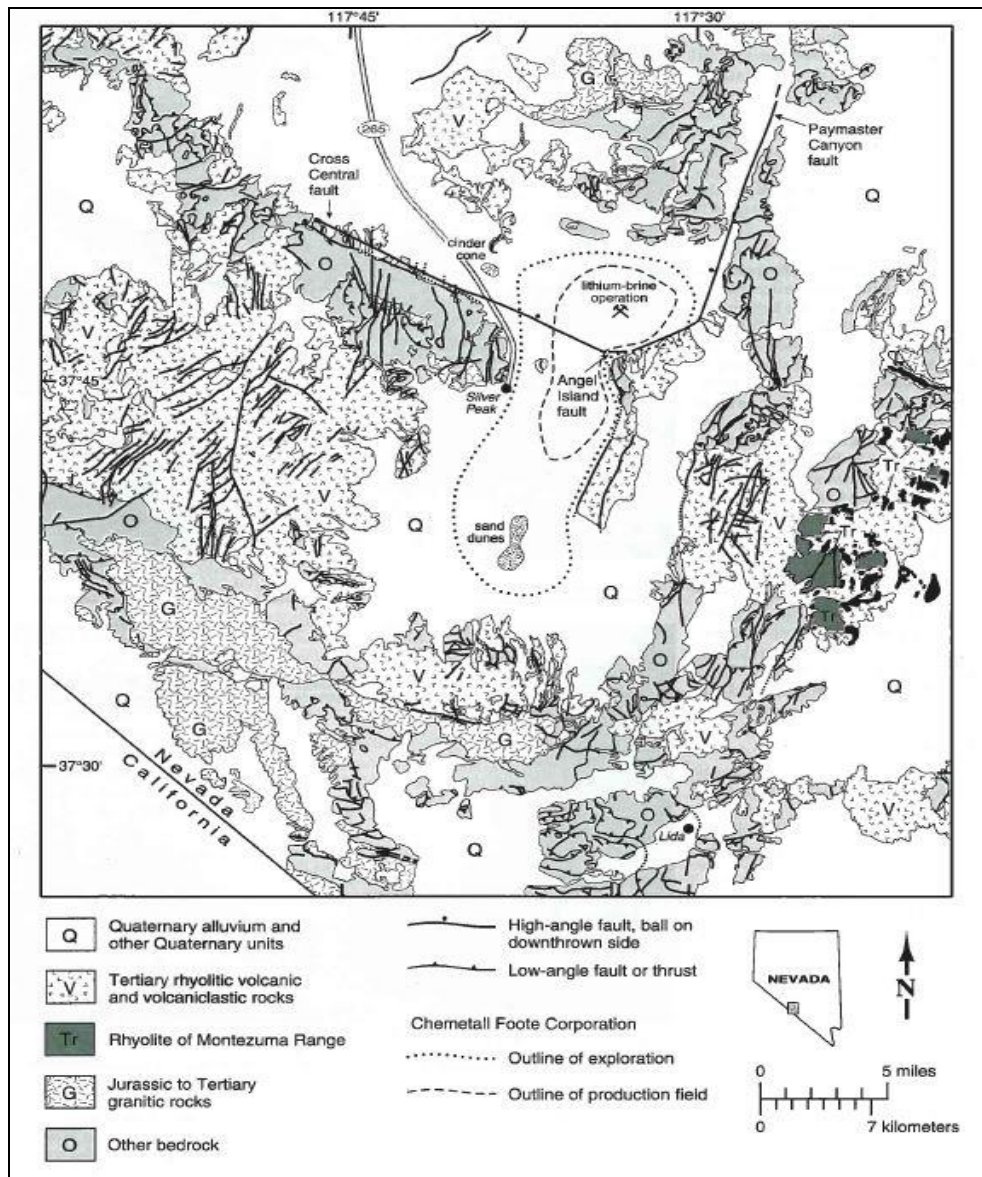 117°45'
117°30'
G
265
V
Paymaster
Canyon
fault
Cross
Central
fault
Q
Q
cinder
cone
O
O
lithium-brine
operation
V
37°45'
Silver
Peak
Angel
Island
fault
Tr
O
V
V
Q
sand
dunes
Tr
O
Q
G
Tr
V
O
Q
Q
G
G
V
37°30'
Nevada
California
V
O
Lida
Q
Q Quaternary alluvium and
other Quaternary units
V Tertiary rhyolitic volcanic
and volcaniclastic rocks
Tr Rhyolite of Montezuma Range
G Jurassic to Tertiary
granitic rocks
O Other bedrock
High-angle fault, ball on
downthrown side
Low-angle fault or thrust
Chemetall Foote Corporation
Outline of exploration
Outline of production field
NEVADA
N
0 5 miles
0 7 kilometers